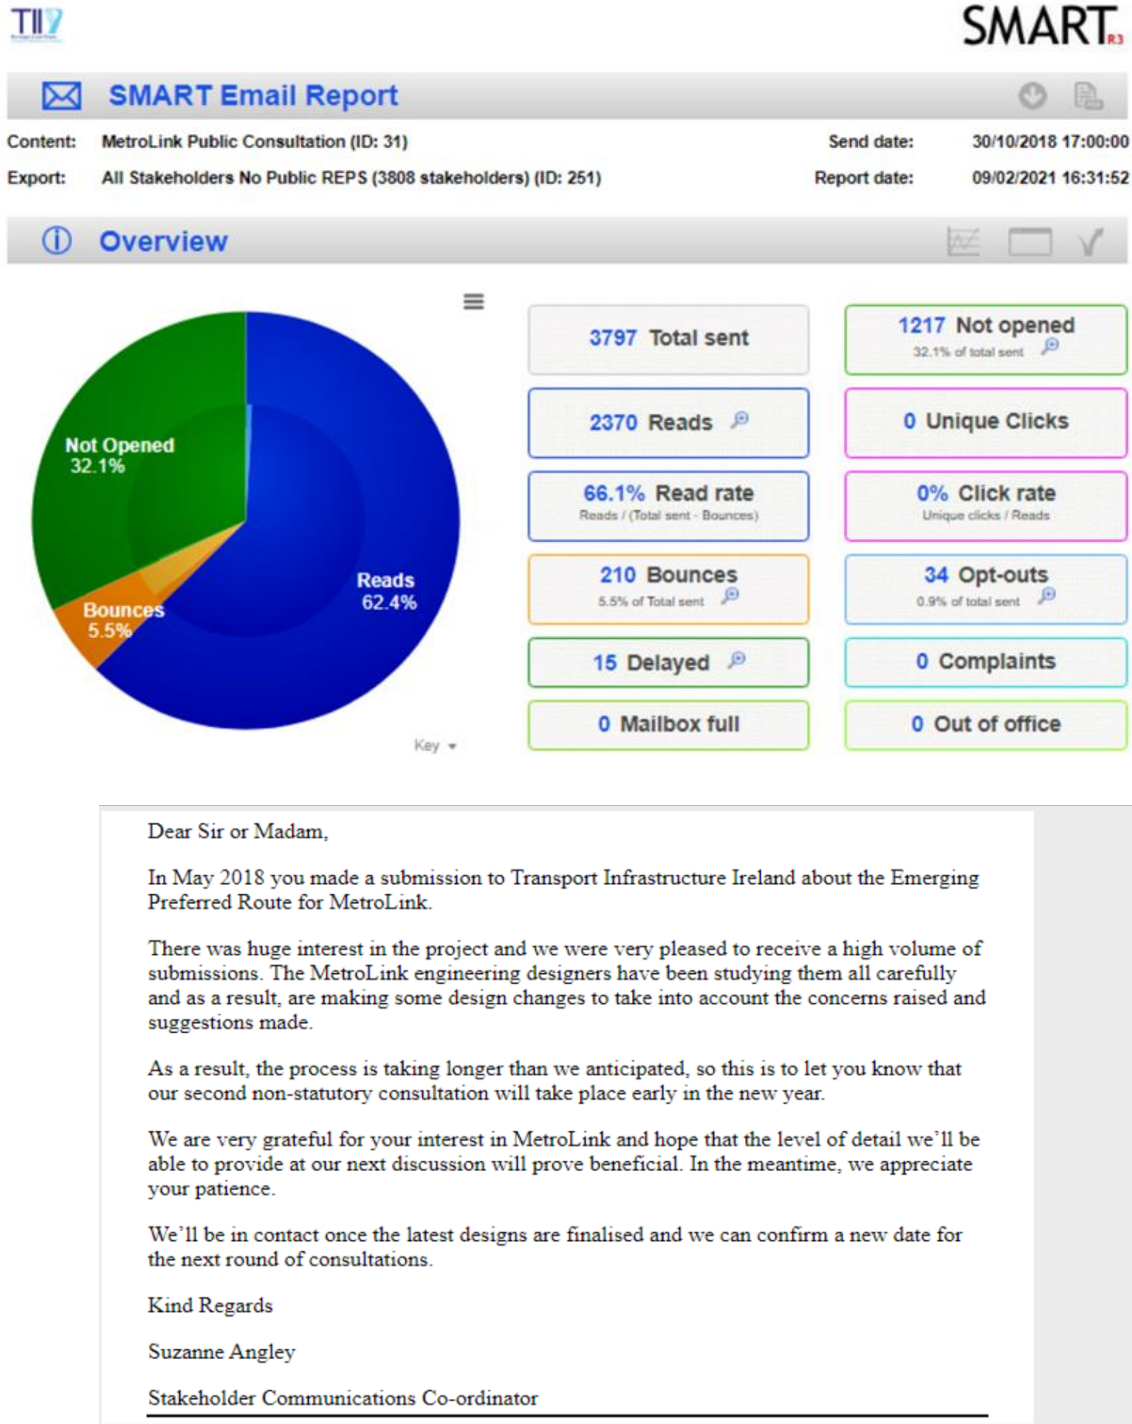 TII
SMART R3
SMART Email Report
Content: MetroLink Public Consultation (ID: 31) Send date: 30/10/2018 17:00:00
Export: All Stakeholders No Public REPS (3808 stakeholders) (ID: 251) Report date: 09/02/2021 16:31:52
Overview
Not Opened
32.1%
Bounces
5.5%
Reads
62.4%
Key
3797 Total sent
1217 Not opened
32.1% of total sent
2370 Reads
0 Unique Clicks
66.1% Read rate
Reads / (Total sent - Bounces)
0% Click rate
Unique clicks / Reads
210 Bounces
5.5% of Total sent
34 Opt-outs
0.9% of total sent
15 Delayed
0 Complaints
0 Mailbox full
0 Out of office
Dear Sir or Madam,
In May 2018 you made a submission to Transport Infrastructure Ireland about the Emerging
Preferred Route for MetroLink.
There was huge interest in the project and we were very pleased to receive a high volume of
submissions. The MetroLink engineering designers have been studying them all carefully
and as a result, are making some design changes to take into account the concerns raised and
suggestions made.
As a result, the process is taking longer than we anticipated, so this is to let you know that
our second non-statutory consultation will take place early in the new year.
We are very grateful for your interest in MetroLink and hope that the level of detail we'll be
able to provide at our next discussion will prove beneficial. In the meantime, we appreciate
your patience.
We'll be in contact once the latest designs are finalised and we can confirm a new date for
the next round of consultations.
Kind Regards
Suzanne Angley
Stakeholder Communications Co-ordinator